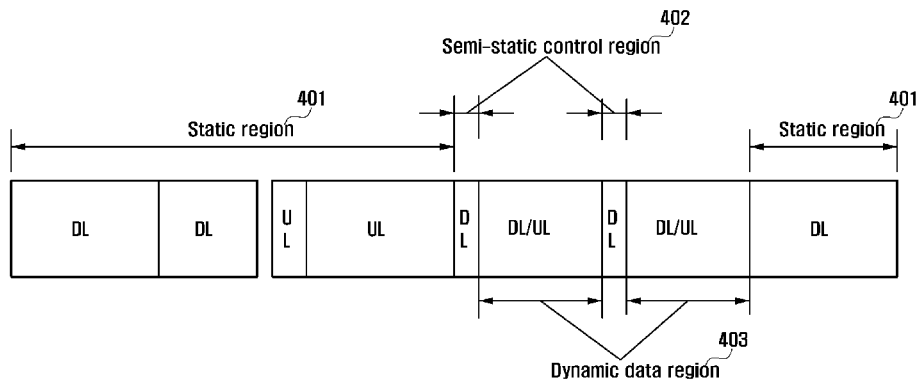 402
Semi-static control region
401
Static region
401
Static region
DL
DL
U
L
UL
D
L
DL/UL
D
L
DL/UL
DL
403
Dynamic data region